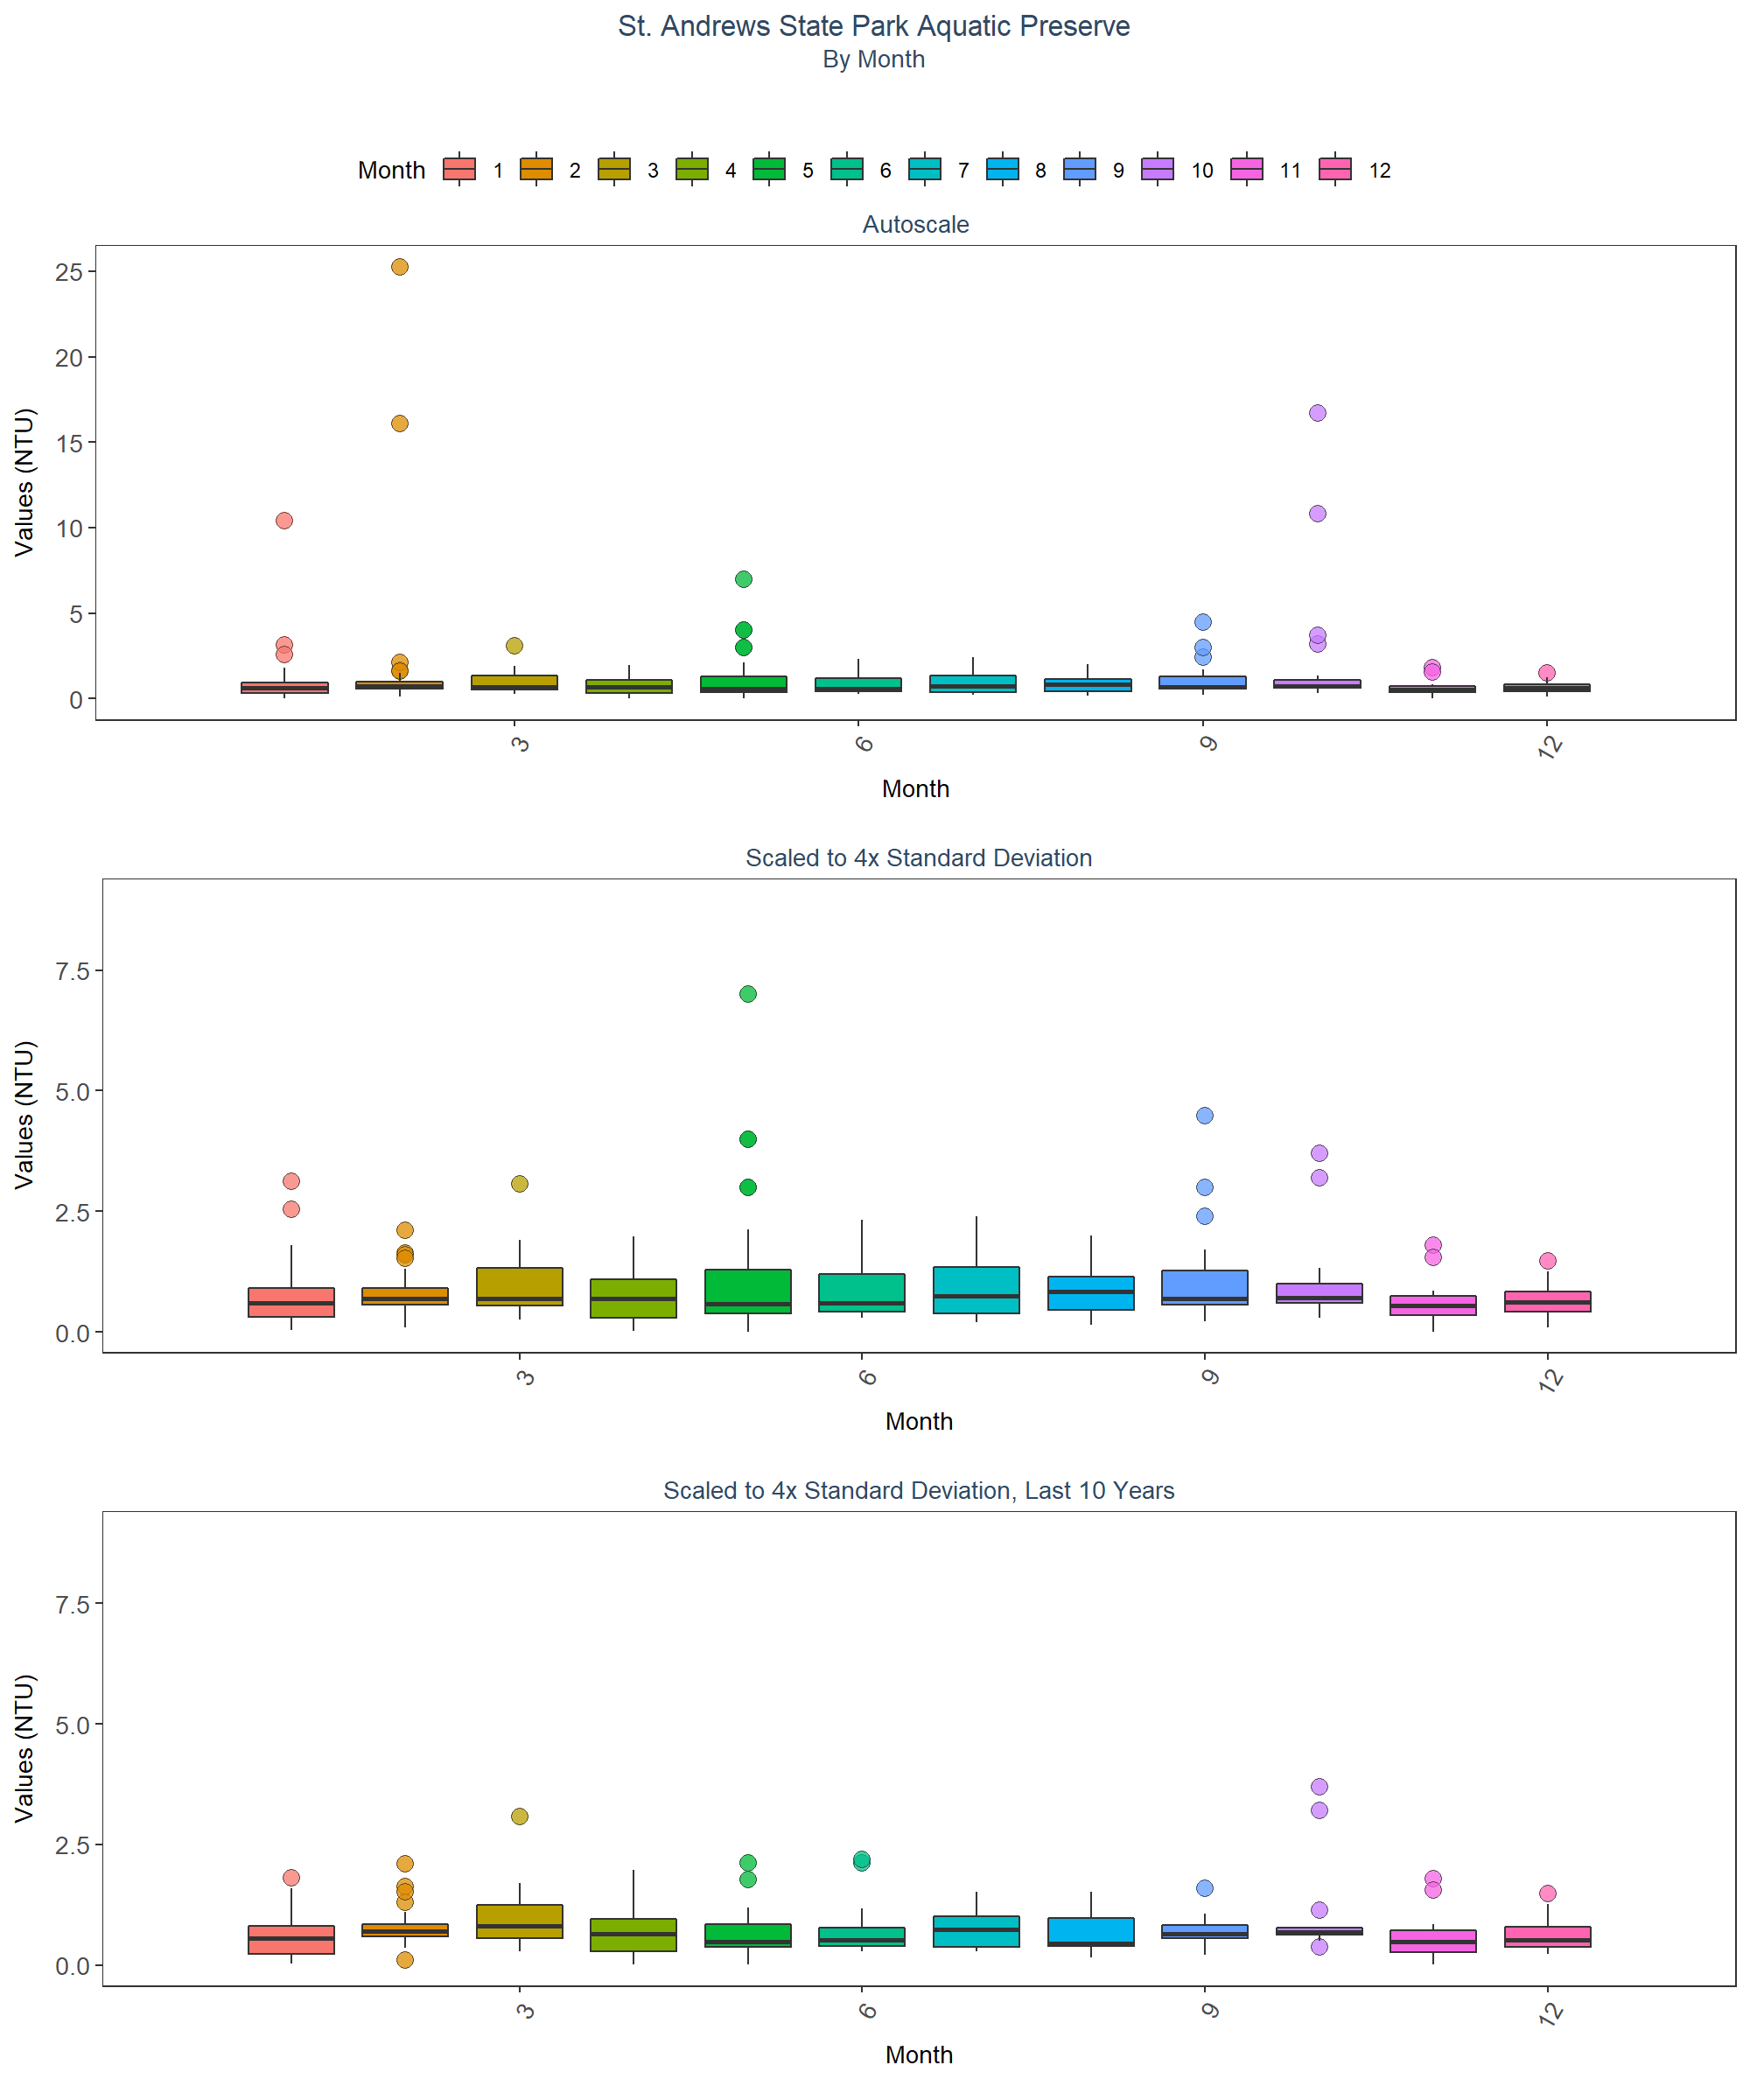 St. Andrews State Park Aquatic Preserve
By Month
Month 1 2 3 4 5 6 7 8 9 10 11 12
Autoscale
Values (NTU)
25
20
15
10
5
0
3 6 9 12
Month
Scaled to 4x Standard Deviation
Values (NTU)
7.5
5.0
2.5
0.0
3 6 9 12
Month
Scaled to 4x Standard Deviation, Last 10 Years
Values (NTU)
7.5
5.0
2.5
0.0
3 6 9 12
Month